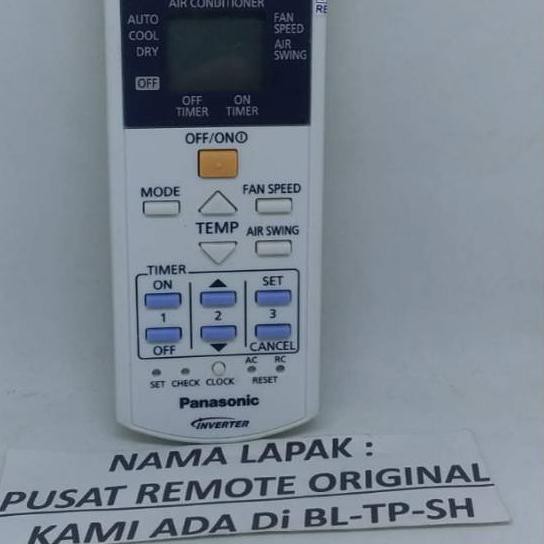 AIR CONDITIONER
AUTO
COOL
DRY
FAN
SPEED
AIR
SWING
OFF
OFF
TIMER
ON
TIMER
OFF/ON
MODE
FAN SPEED
TEMP
AIR SWING
TIMER
ON
SET
1
2
3
OFF
CANCEL
AC
RC
SET
CHECK
CLOCK
RESET
Panasonic
INVERTER
NAMA LAPAK :
PUSAT REMOTE ORIGINAL
KAMI ADA Di BL-TP-SH